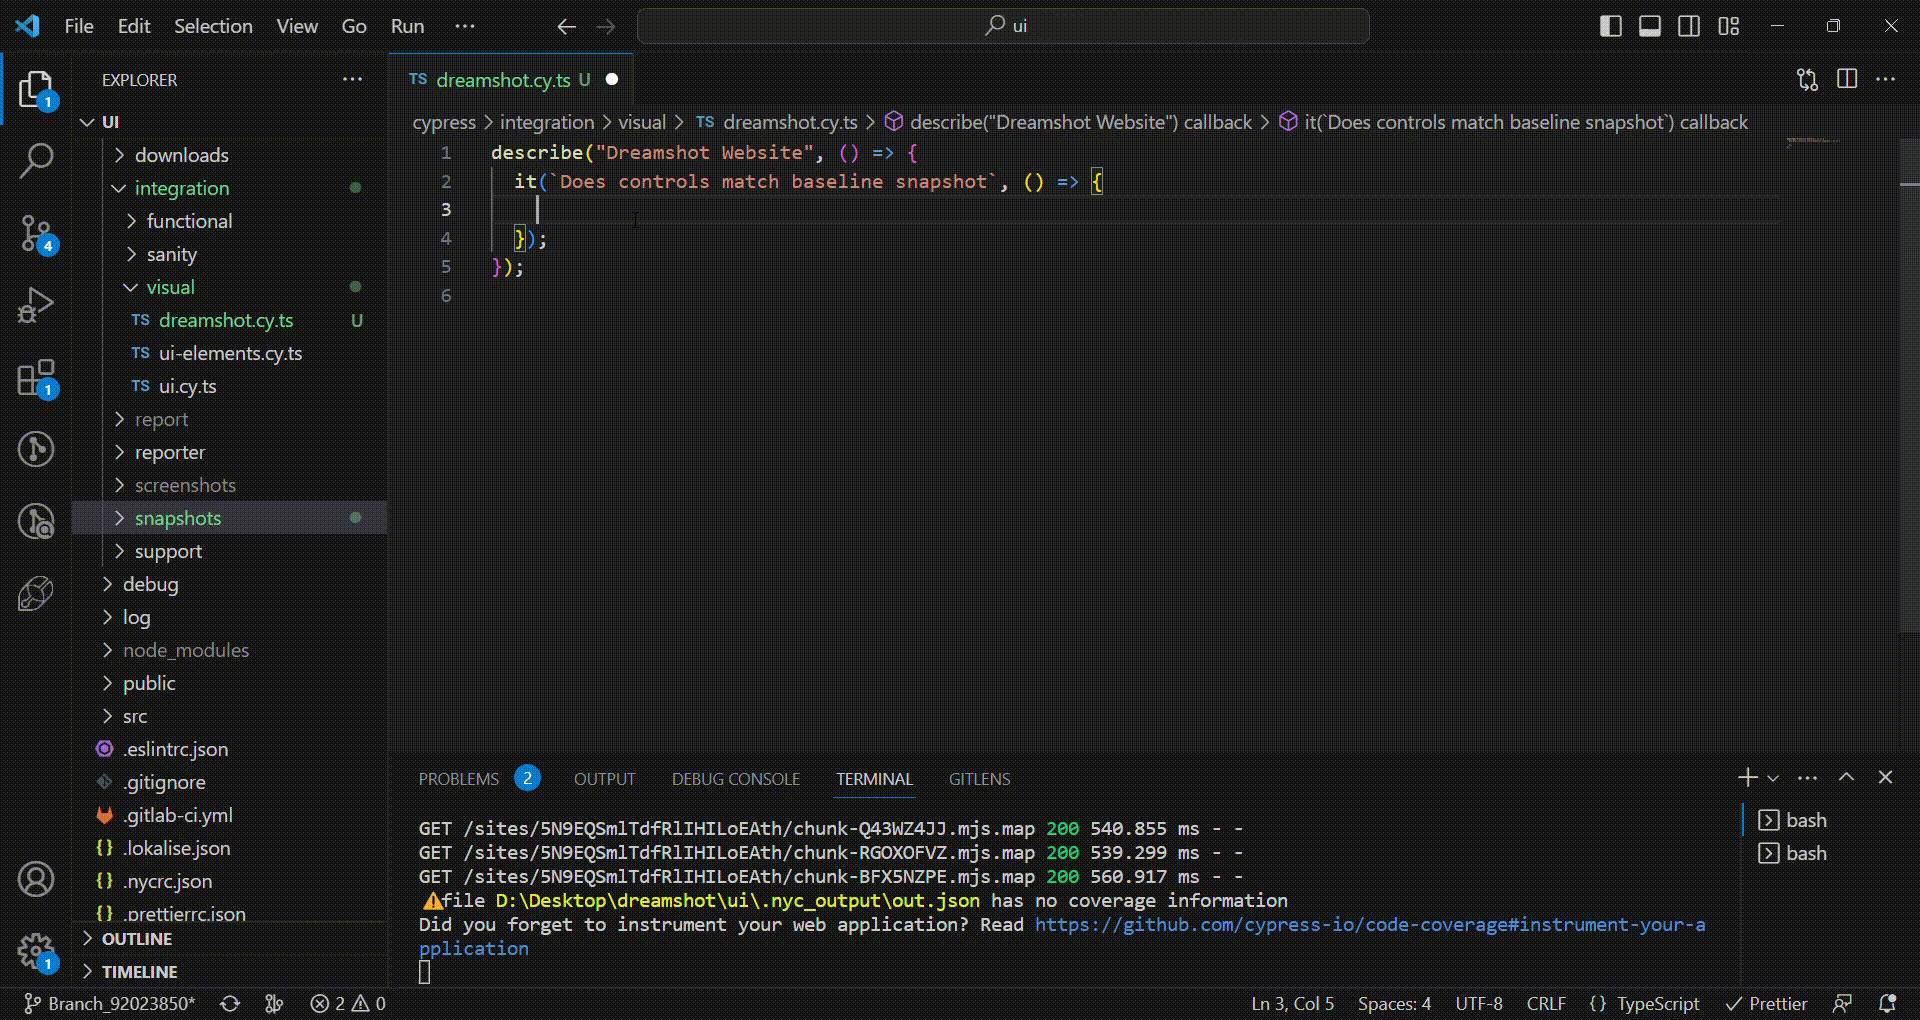 File Edit Selection View Go Run ··· ui
EXPLORER ···
UI
downloads
integration
functional
sanity
visual
TS dreamshot.cy.ts U
TS ui-elements.cy.ts
TS ui.cy.ts
report
reporter
screenshots
snapshots
support
debug
log
node_modules
public
src
.eslintrc.json
.gitignore
.gitlab-ci.yml
{} .lokalise.json
{} .nycrc.json
{} .prettierrc.json
OUTLINE
TIMELINE
1
4
1
1
TS dreamshot.cy.ts U
cypress > integration > visual > TS dreamshot.cy.ts > describe("Dreamshot Website") callback > it(`Does controls match baseline snapshot`) callback
1 describe("Dreamshot Website", () => {
2 it(`Does controls match baseline snapshot`, () => {
3
4 });
5 });
6
PROBLEMS 2 OUTPUT DEBUG CONSOLE TERMINAL GITLENS
GET /sites/5N9EQSmlTdfRlIHILoEAth/chunk-Q43WZ4JJ.mjs.map 200 540.855 ms - -
GET /sites/5N9EQSmlTdfRlIHILoEAth/chunk-RGOXOFVZ.mjs.map 200 539.299 ms - -
GET /sites/5N9EQSmlTdfRlIHILoEAth/chunk-BFX5NZPE.mjs.map 200 560.917 ms - -
⚠file D:\Desktop\dreamshot\ui\.nyc_output\out.json has no coverage information
Did you forget to instrument your web application? Read https://github.com/cypress-io/code-coverage#instrument-your-a
pplication
bash
bash
Branch_92023850* 2 0 Ln 3, Col 5 Spaces: 4 UTF-8 CRLF {} TypeScript Prettier